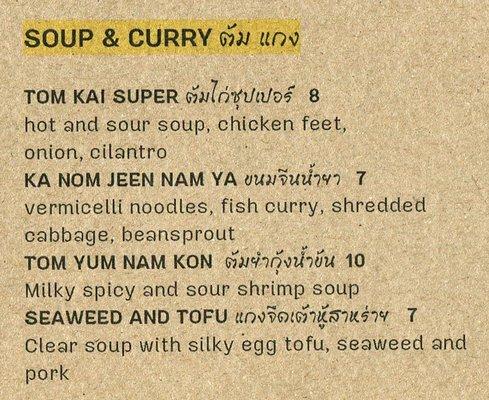 SOUP & CURRY ต้ม แกง
TOM KAI SUPER ต้มไก่ซุปเปอร์ 8
hot and sour soup, chicken feet,
onion, cilantro
KA NOM JEEN NAM YA ขนมจีนน้ำยา 7
vermicelli noodles, fish curry, shredded
cabbage, beansprout
TOM YUM NAM KON ต้มยำกุ้งน้ำข้น 10
Milky spicy and sour shrimp soup
SEAWEED AND TOFU แกงจืดเต้าหู้สาหร่าย 7
Clear soup with silky egg tofu, seaweed and
pork